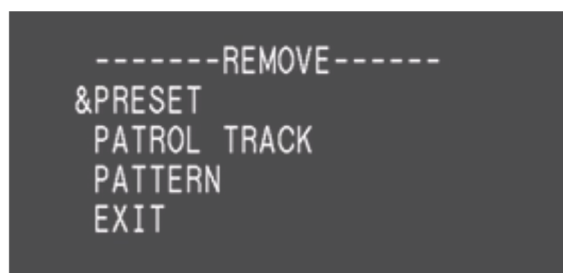 -------REMOVE------
&PRESET
PATROL TRACK
PATTERN
EXIT